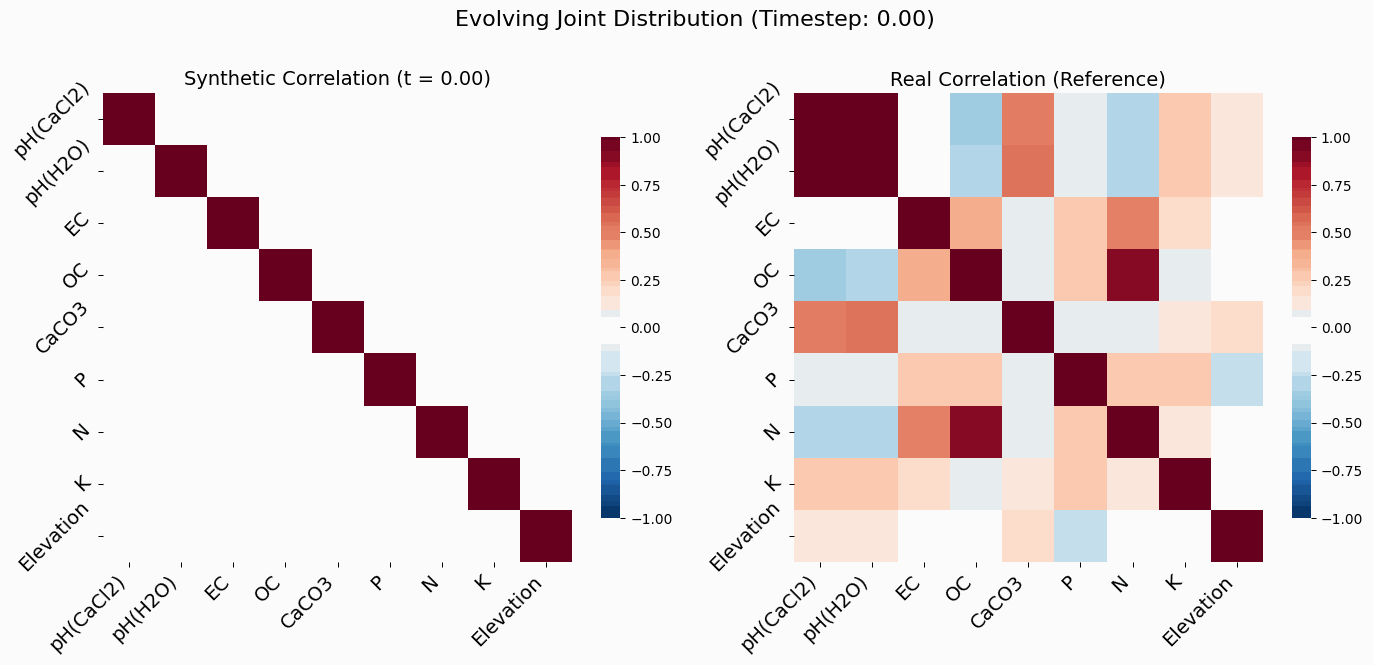 Evolving Joint Distribution (Timestep: 0.00)
Synthetic Correlation (t = 0.00)
pH(CaCl2)
pH(H2O)
EC
OC
CaCO3
P
N
K
Elevation
pH(CaCl2)
pH(H2O)
EC
OC
CaCO3
P
N
K
Elevation
1.00
0.75
0.50
0.25
0.00
−0.25
−0.50
−0.75
−1.00
Real Correlation (Reference)
pH(CaCl2)
pH(H2O)
EC
OC
CaCO3
P
N
K
Elevation
pH(CaCl2)
pH(H2O)
EC
OC
CaCO3
P
N
K
Elevation
1.00
0.75
0.50
0.25
0.00
−0.25
−0.50
−0.75
−1.00